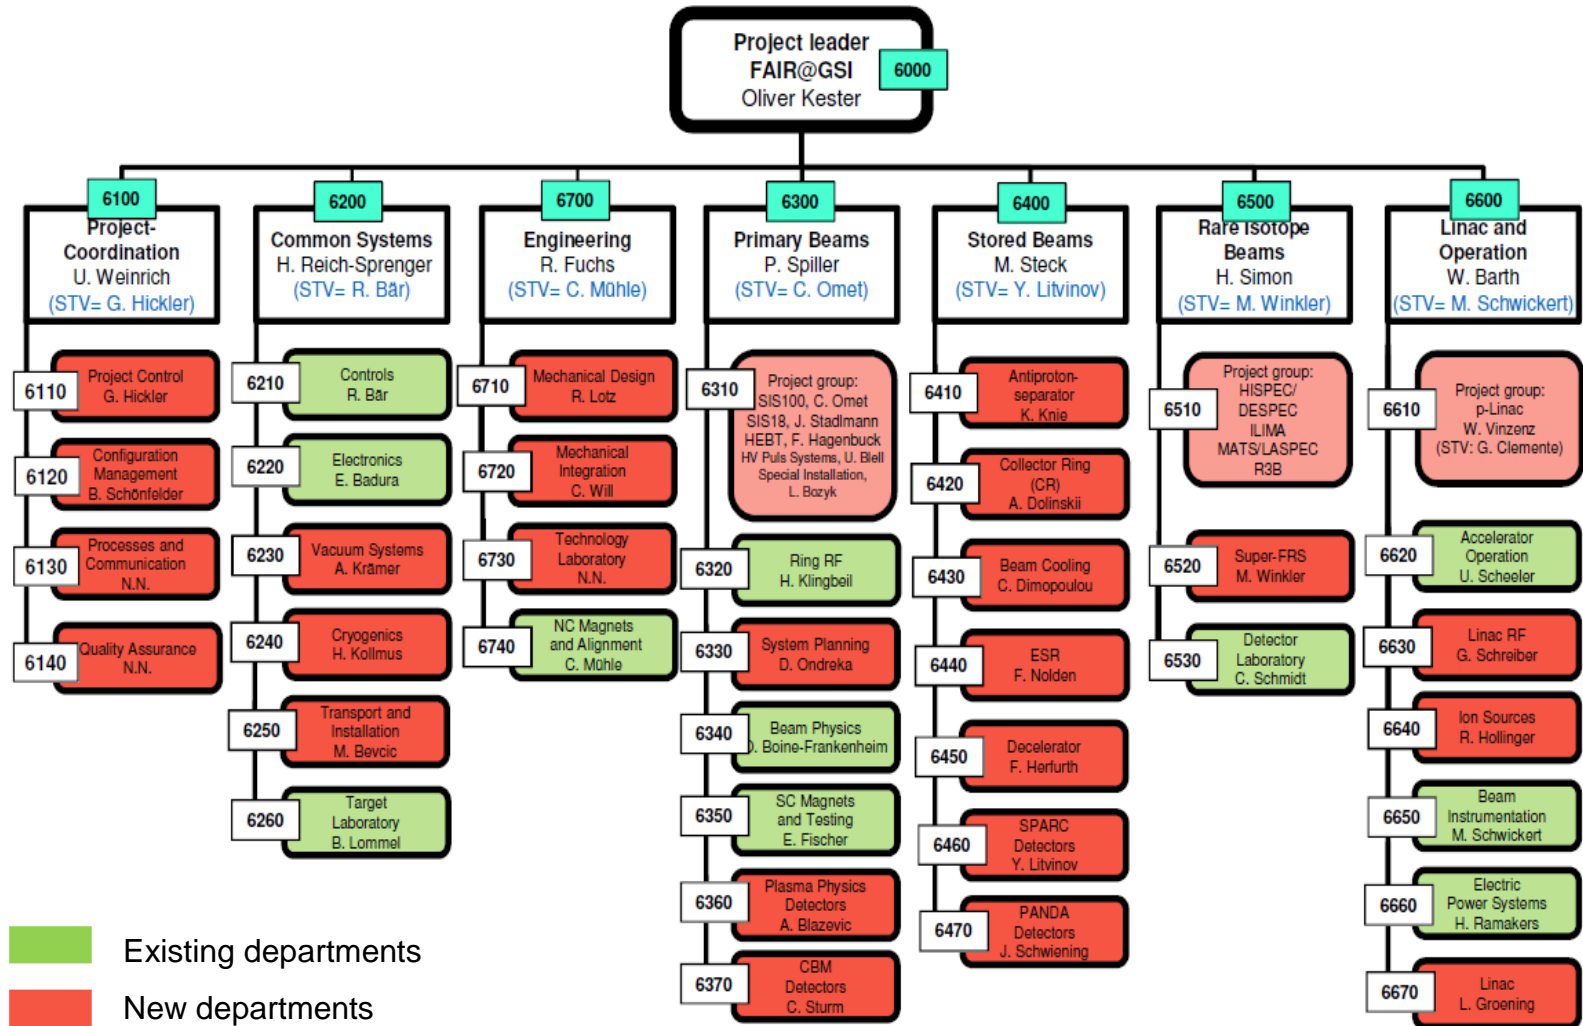 Project leader
FAIR@GSI
Oliver Kester
6000
6100
Project-
Coordination
U. Weinrich
(STV= G. Hickler)
6110
Project Control
G. Hickler
6120
Configuration
Management
B. Schönfelder
6130
Processes and
Communication
N.N.
6140
Quality Assurance
N.N.
6200
Common Systems
H. Reich-Sprenger
(STV= R. Bär)
6210
Controls
R. Bär
6220
Electronics
E. Badura
6230
Vacuum Systems
A. Krämer
6240
Cryogenics
H. Kollmus
6250
Transport and
Installation
M. Bevcic
6260
Target
Laboratory
B. Lommel
6700
Engineering
R. Fuchs
(STV= C. Mühle)
6710
Mechanical Design
R. Lotz
6720
Mechanical
Integration
C. Will
6730
Technology
Laboratory
N.N.
6740
NC Magnets
and Alignment
C. Mühle
6300
Primary Beams
P. Spiller
(STV= C. Omet)
6310
Project group:
SIS100, C. Omet
SIS18, J. Stadlmann
HEBT, F. Hagenbuck
HV Puls Systems, U. Blell
Special Installation,
L. Bozyk
6320
Ring RF
H. Klingbeil
6330
System Planning
D. Ondreka
6340
Beam Physics
O. Boine-Frankenheim
6350
SC Magnets
and Testing
E. Fischer
6360
Plasma Physics
Detectors
A. Blazevic
6370
CBM
Detectors
C. Sturm
6400
Stored Beams
M. Steck
(STV= Y. Litvinov)
6410
Antiproton-
separator
K. Knie
6420
Collector Ring
(CR)
A. Dolinskii
6430
Beam Cooling
C. Dimopoulou
6440
ESR
F. Nolden
6450
Decelerator
F. Herfurth
6460
SPARC
Detectors
Y. Litvinov
6470
PANDA
Detectors
J. Schwiening
6500
Rare Isotope
Beams
H. Simon
(STV= M. Winkler)
6510
Project group:
HISPEC/
DESPEC
ILIMA
MATS/LASPEC
R3B
6520
Super-FRS
M. Winkler
6530
Detector
Laboratory
C. Schmidt
6600
Linac and
Operation
W. Barth
(STV= M. Schwickert)
6610
Project group:
p-Linac
W. Vinzenz
(STV: G. Clemente)
6620
Accelerator
Operation
U. Scheeler
6630
Linac RF
G. Schreiber
6640
Ion Sources
R. Hollinger
6650
Beam
Instrumentation
M. Schwickert
6660
Electric
Power Systems
H. Ramakers
6670
Linac
L. Groening
Existing departments
New departments